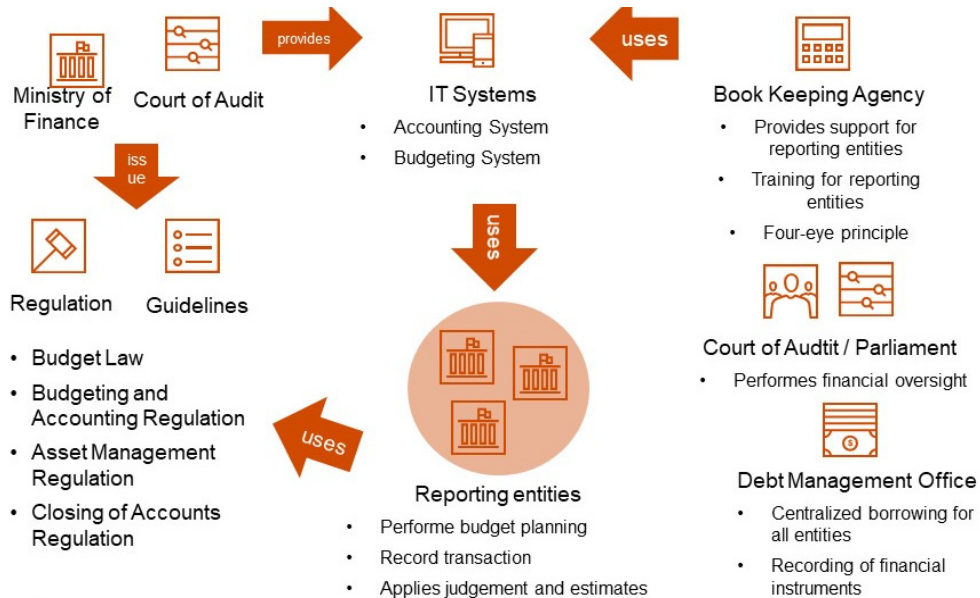 Ministry of
Finance
Court of Audit
provides
IT Systems
• Accounting System
• Budgeting System
uses
Book Keeping Agency
• Provides support for
reporting entities
• Training for reporting
entities
• Four-eye principle
iss
ue
Regulation
Guidelines
• Budget Law
• Budgeting and
Accounting Regulation
• Asset Management
Regulation
• Closing of Accounts
Regulation
uses
uses
Reporting entities
• Performe budget planning
• Record transaction
• Applies judgement and estimates
Court of Audtit / Parliament
• Performes financial oversight
$
Debt Management Office
• Centralized borrowing for
all entities
• Recording of financial
instruments